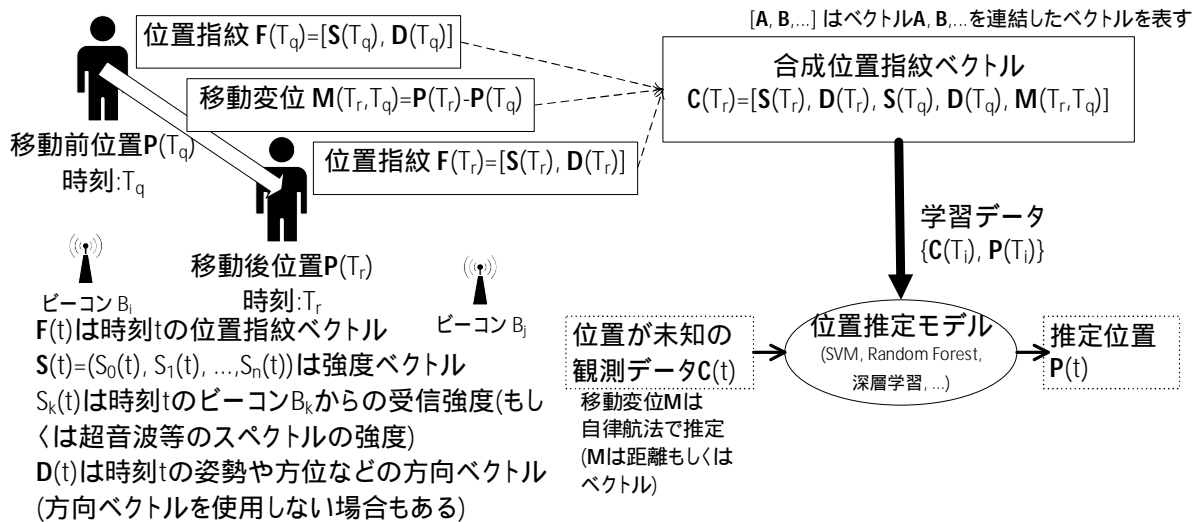 [A, B,...] はベクトルA, B,...を連結したベクトルを表す
位置指紋 F(Tq)=[S(Tq), D(Tq)]
移動変位 M(Tr,Tq)=P(Tr)-P(Tq)
位置指紋 F(Tr)=[S(Tr), D(Tr)]
合成位置指紋ベクトル
C(Tr)=[S(Tr), D(Tr), S(Tq), D(Tq), M(Tr,Tq)]
移動前位置P(Tq)
時刻:Tq
移動後位置P(Tr)
時刻:Tr
ビーコン Bi
ビーコン Bj
学習データ
{C(Ti), P(Ti)}
F(t)は時刻tの位置指紋ベクトル
S(t)=(S0(t), S1(t), ...,Sn(t))は強度ベクトル
Sk(t)は時刻tのビーコンBkからの受信強度(もし
くは超音波等のスペクトルの強度)
D(t)は時刻tの姿勢や方位などの方向ベクトル
(方向ベクトルを使用しない場合もある)
位置が未知の
観測データC(t)
移動変位Mは
自律航法で推定
(Mは距離もしくは
ベクトル)
位置推定モデル
(SVM, Random Forest,
深層学習, ...)
推定位置
P(t)